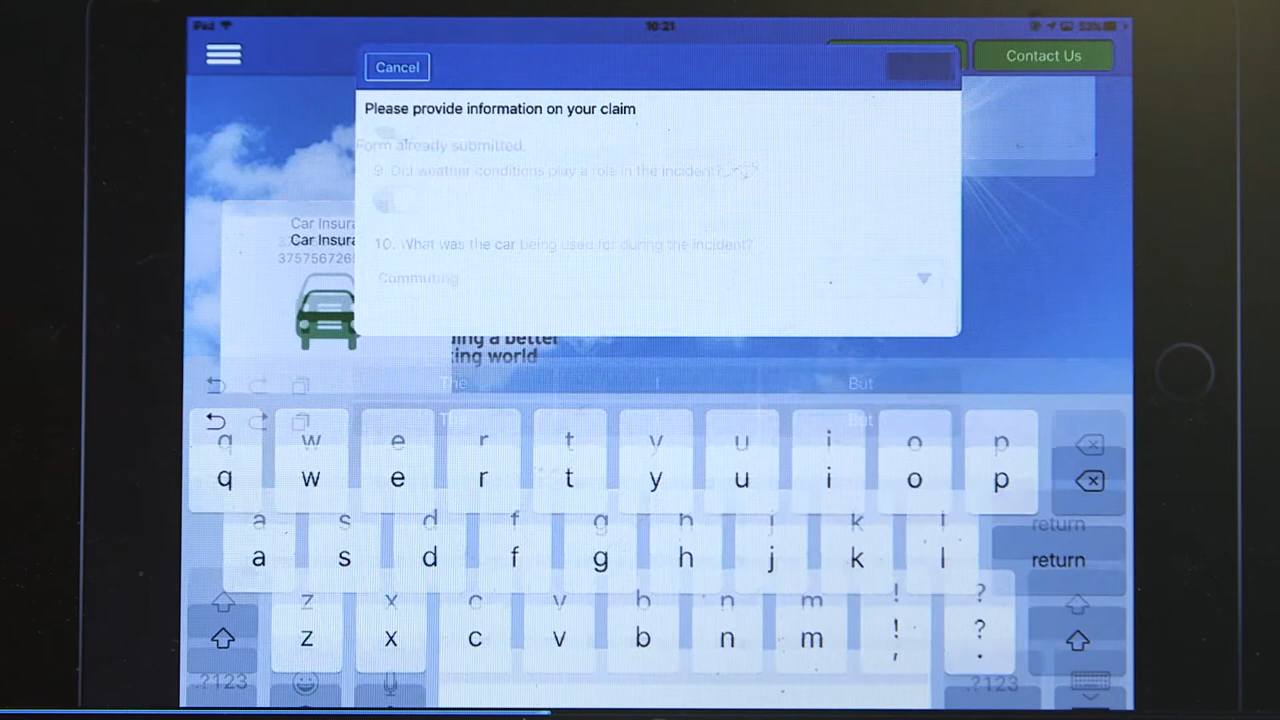 iPad 10:21 53%
Contact Us
Cancel
Please provide information on your claim
Form already submitted.
9. Did weather conditions play a role in the incident?
10. What was the car being used for during the incident?
Commuting
Car Insura
Car Insura
37575672
ing a better
ing world
The I But
The But
q w e r t y u i o p
q w e r t y u i o p
a s d f g h j k l return
a s d f g h j k l return
z x c v b n m ! ?
z x c v b n m ! , ? .
.?123 .?123